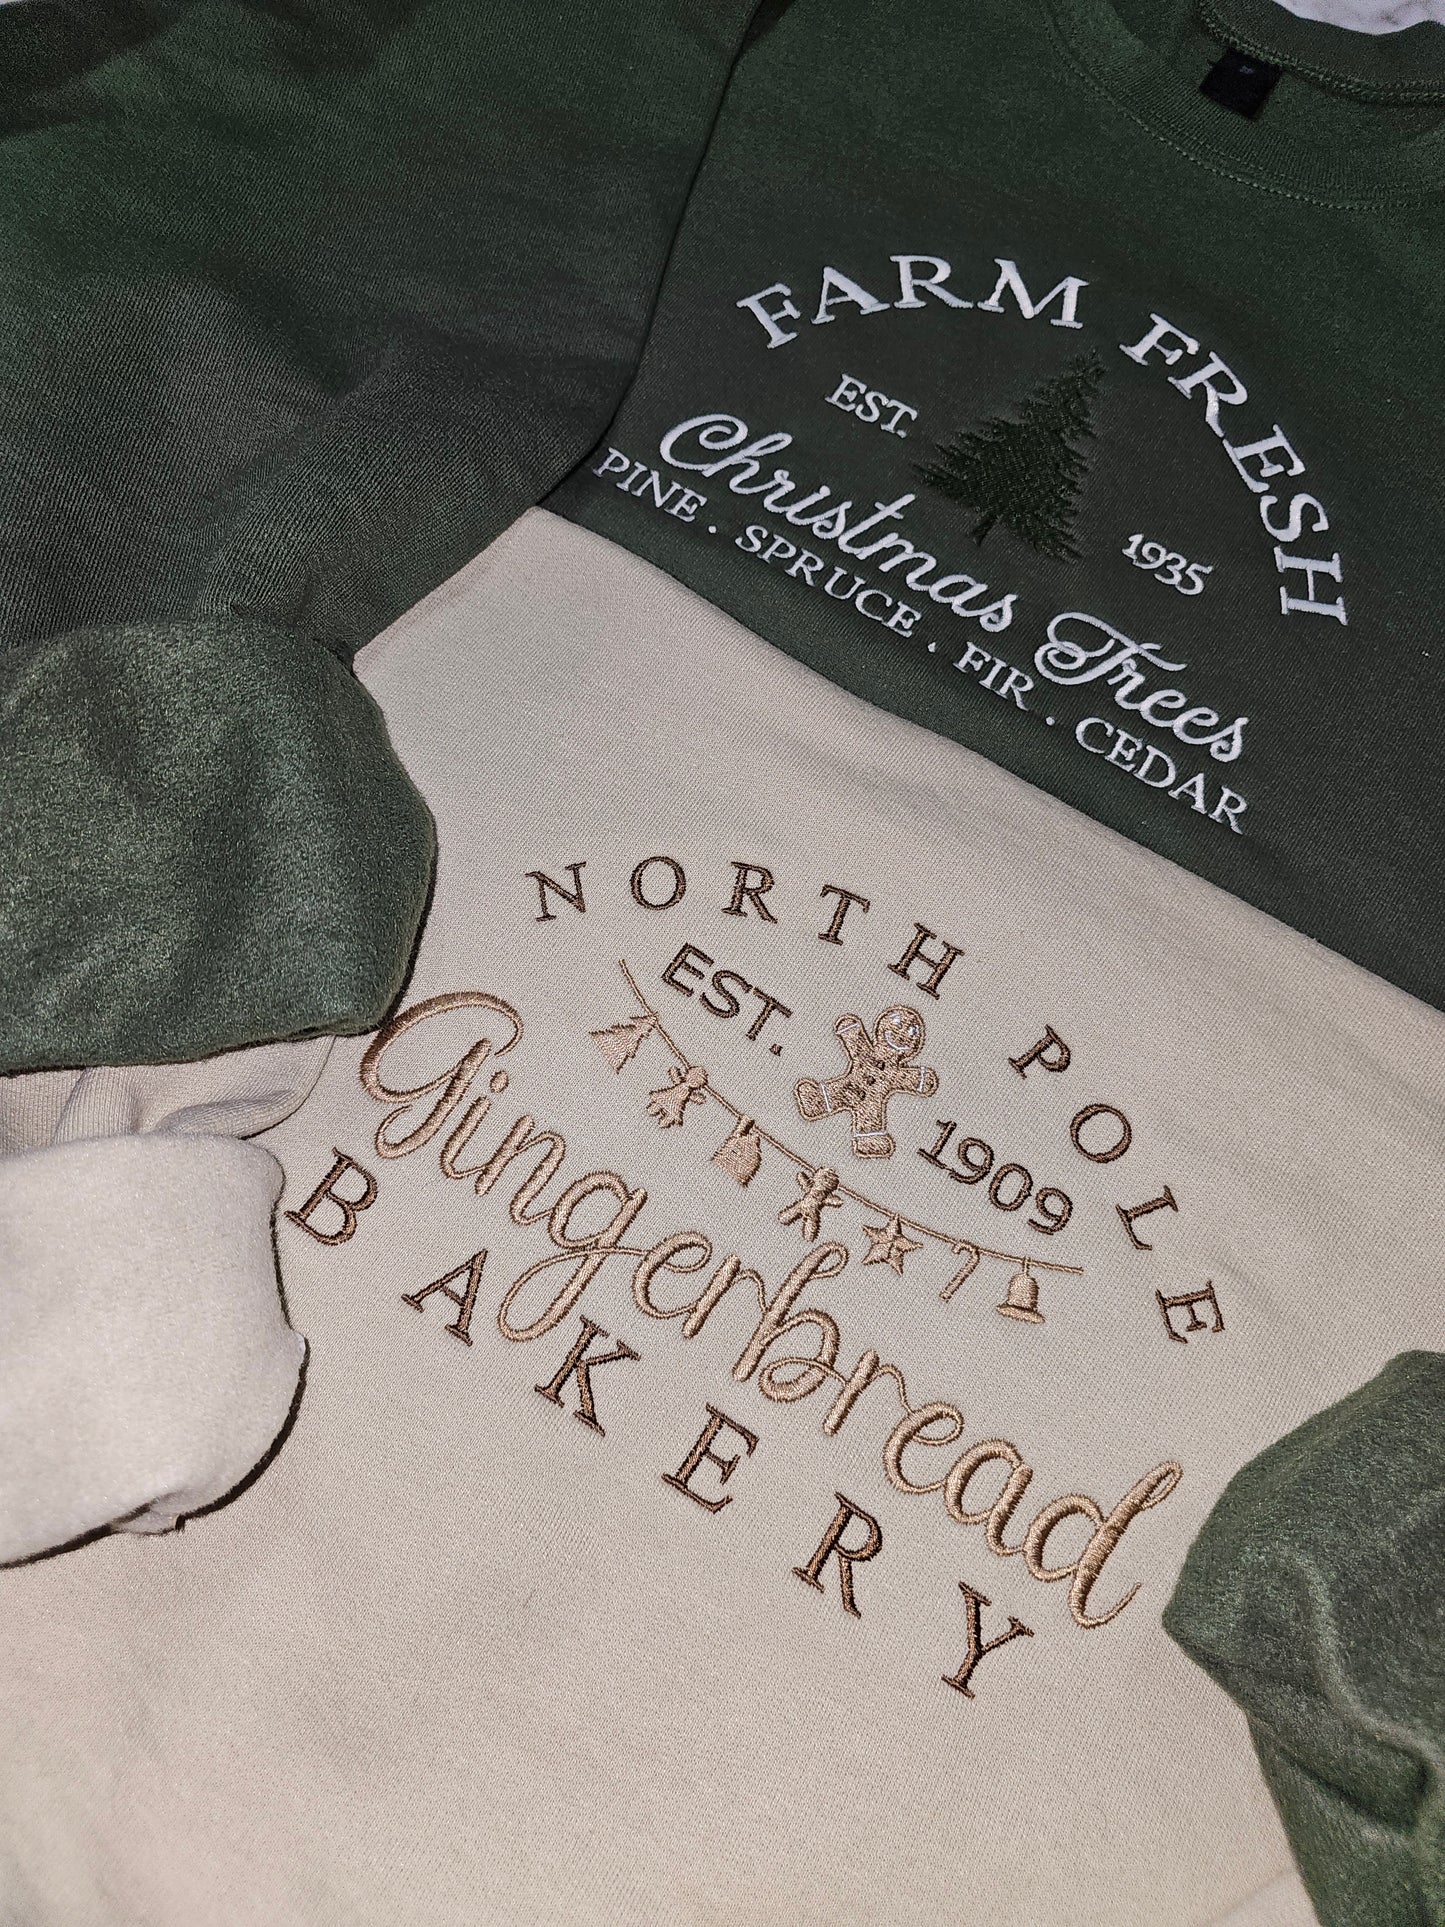 FARM FRESH
EST. 1935
Christmas Trees
PINE . SPRUCE . FIR . CEDAR
NORTH POLE
EST. 1909
Gingerbread
BAKERY